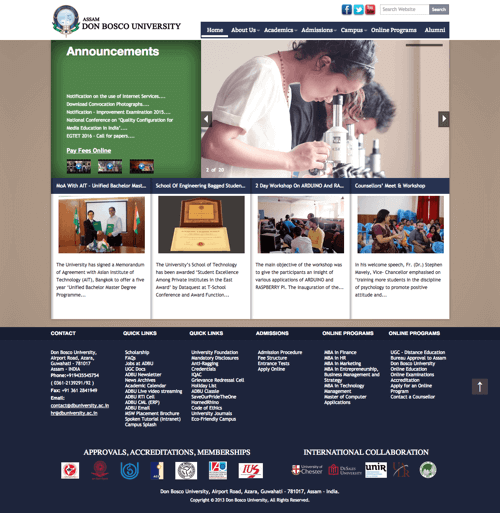 ASSAM
DON BOSCO UNIVERSITY
Search Website
Search
Home About Us Academics Admissions Campus Online Programs Alumni
Announcements
Notification on the use of Internet Services...
Download Convocation Photographs...
Notification - Improvement Examination 2015...
National Conference on "Quality Configuration for
Media Education in India"...
EGTET 2016 - Call for papers...
Pay Fees Online
2 of 20
MoA With AIT - Unified Bachelor Mast...
School Of Engineering Bagged Studen...
2 Day Workshop On ARDUINO And RA...
Counsellors' Meet & Workshop
The University has signed a Memorandum
of Agreement with Asian Institute of
Technology (AIT), Bangkok to offer a five
year "Unified Bachelor Master Degree
Programme...
The University's School of Technology
has been awarded "Student Excellence
Among Private Institutes in the East
Award" by Dataquest at T-School
Conference and Award Function...
The main objective of the workshop was
to give the participants an insight of
various applications of ARDUINO and
RASPBERRY Pi. The inauguration of the...
In his welcome speech, Fr. (Dr.) Stephen
Mavely, Vice- Chancellor emphasised on
"training more students in the discipline
of psychology to promote positive
attitude and...
CONTACT
Don Bosco University,
Airport Road, Azara,
Guwahati - 781017
Assam - INDIA
Phone:+919435545754
( 0361-2139291/92 )
Fax: +91 361 2841949
Email:
contact@dbuniversity.ac.in
hr@dbuniversity.ac.in
QUICK LINKS
Scholarship
FAQs
Jobs at ADBU
UGC Docs
ADBU Newsletter
News Archives
Academic Calendar
ADBU:Live video streaming
ADBU RTI Cell
ADBU CAL (ERP)
ADBU Email
NEW Placement Brochure
Spoken Tutorial (Intranet)
Campus Splash
QUICK LINKS
University Foundation
Mandatory Disclosures
Anti-Ragging
Credentials
IQAC
Grievance Redressal Cell
Holiday List
ADBU Classie
SaveOurPrideTheOne
HornedRhino
Code of Ethics
University Journals
Eco-Friendly Campus
ADMISSIONS
Admission Procedure
Fee Structure
Entrance Tests
Apply Online
ONLINE PROGRAMS
MBA in Finance
MBA in HR
MBA in Marketing
MBA in Entrepreneurship,
Business Management and
Strategy
MBA in Technology
Management
Master of Computer
Applications
ONLINE PROGRAMS
UGC - Distance Education
Bureau Approval to Assam
Don Bosco University
Online Education
Online Examinations
Accreditation
Apply for an Online
Program
Contact a Counsellor
APPROVALS, ACCREDITATIONS, MEMBERSHIPS
IUS
INTERNATIONAL COLLABORATION
University of
Chester
DESALES
UNIVERSITY
unir
Don Bosco University, Airport Road, Azara, Guwahati - 781017, Assam - India.
Copyright © 2013 Don Bosco University, All Rights Reserved.